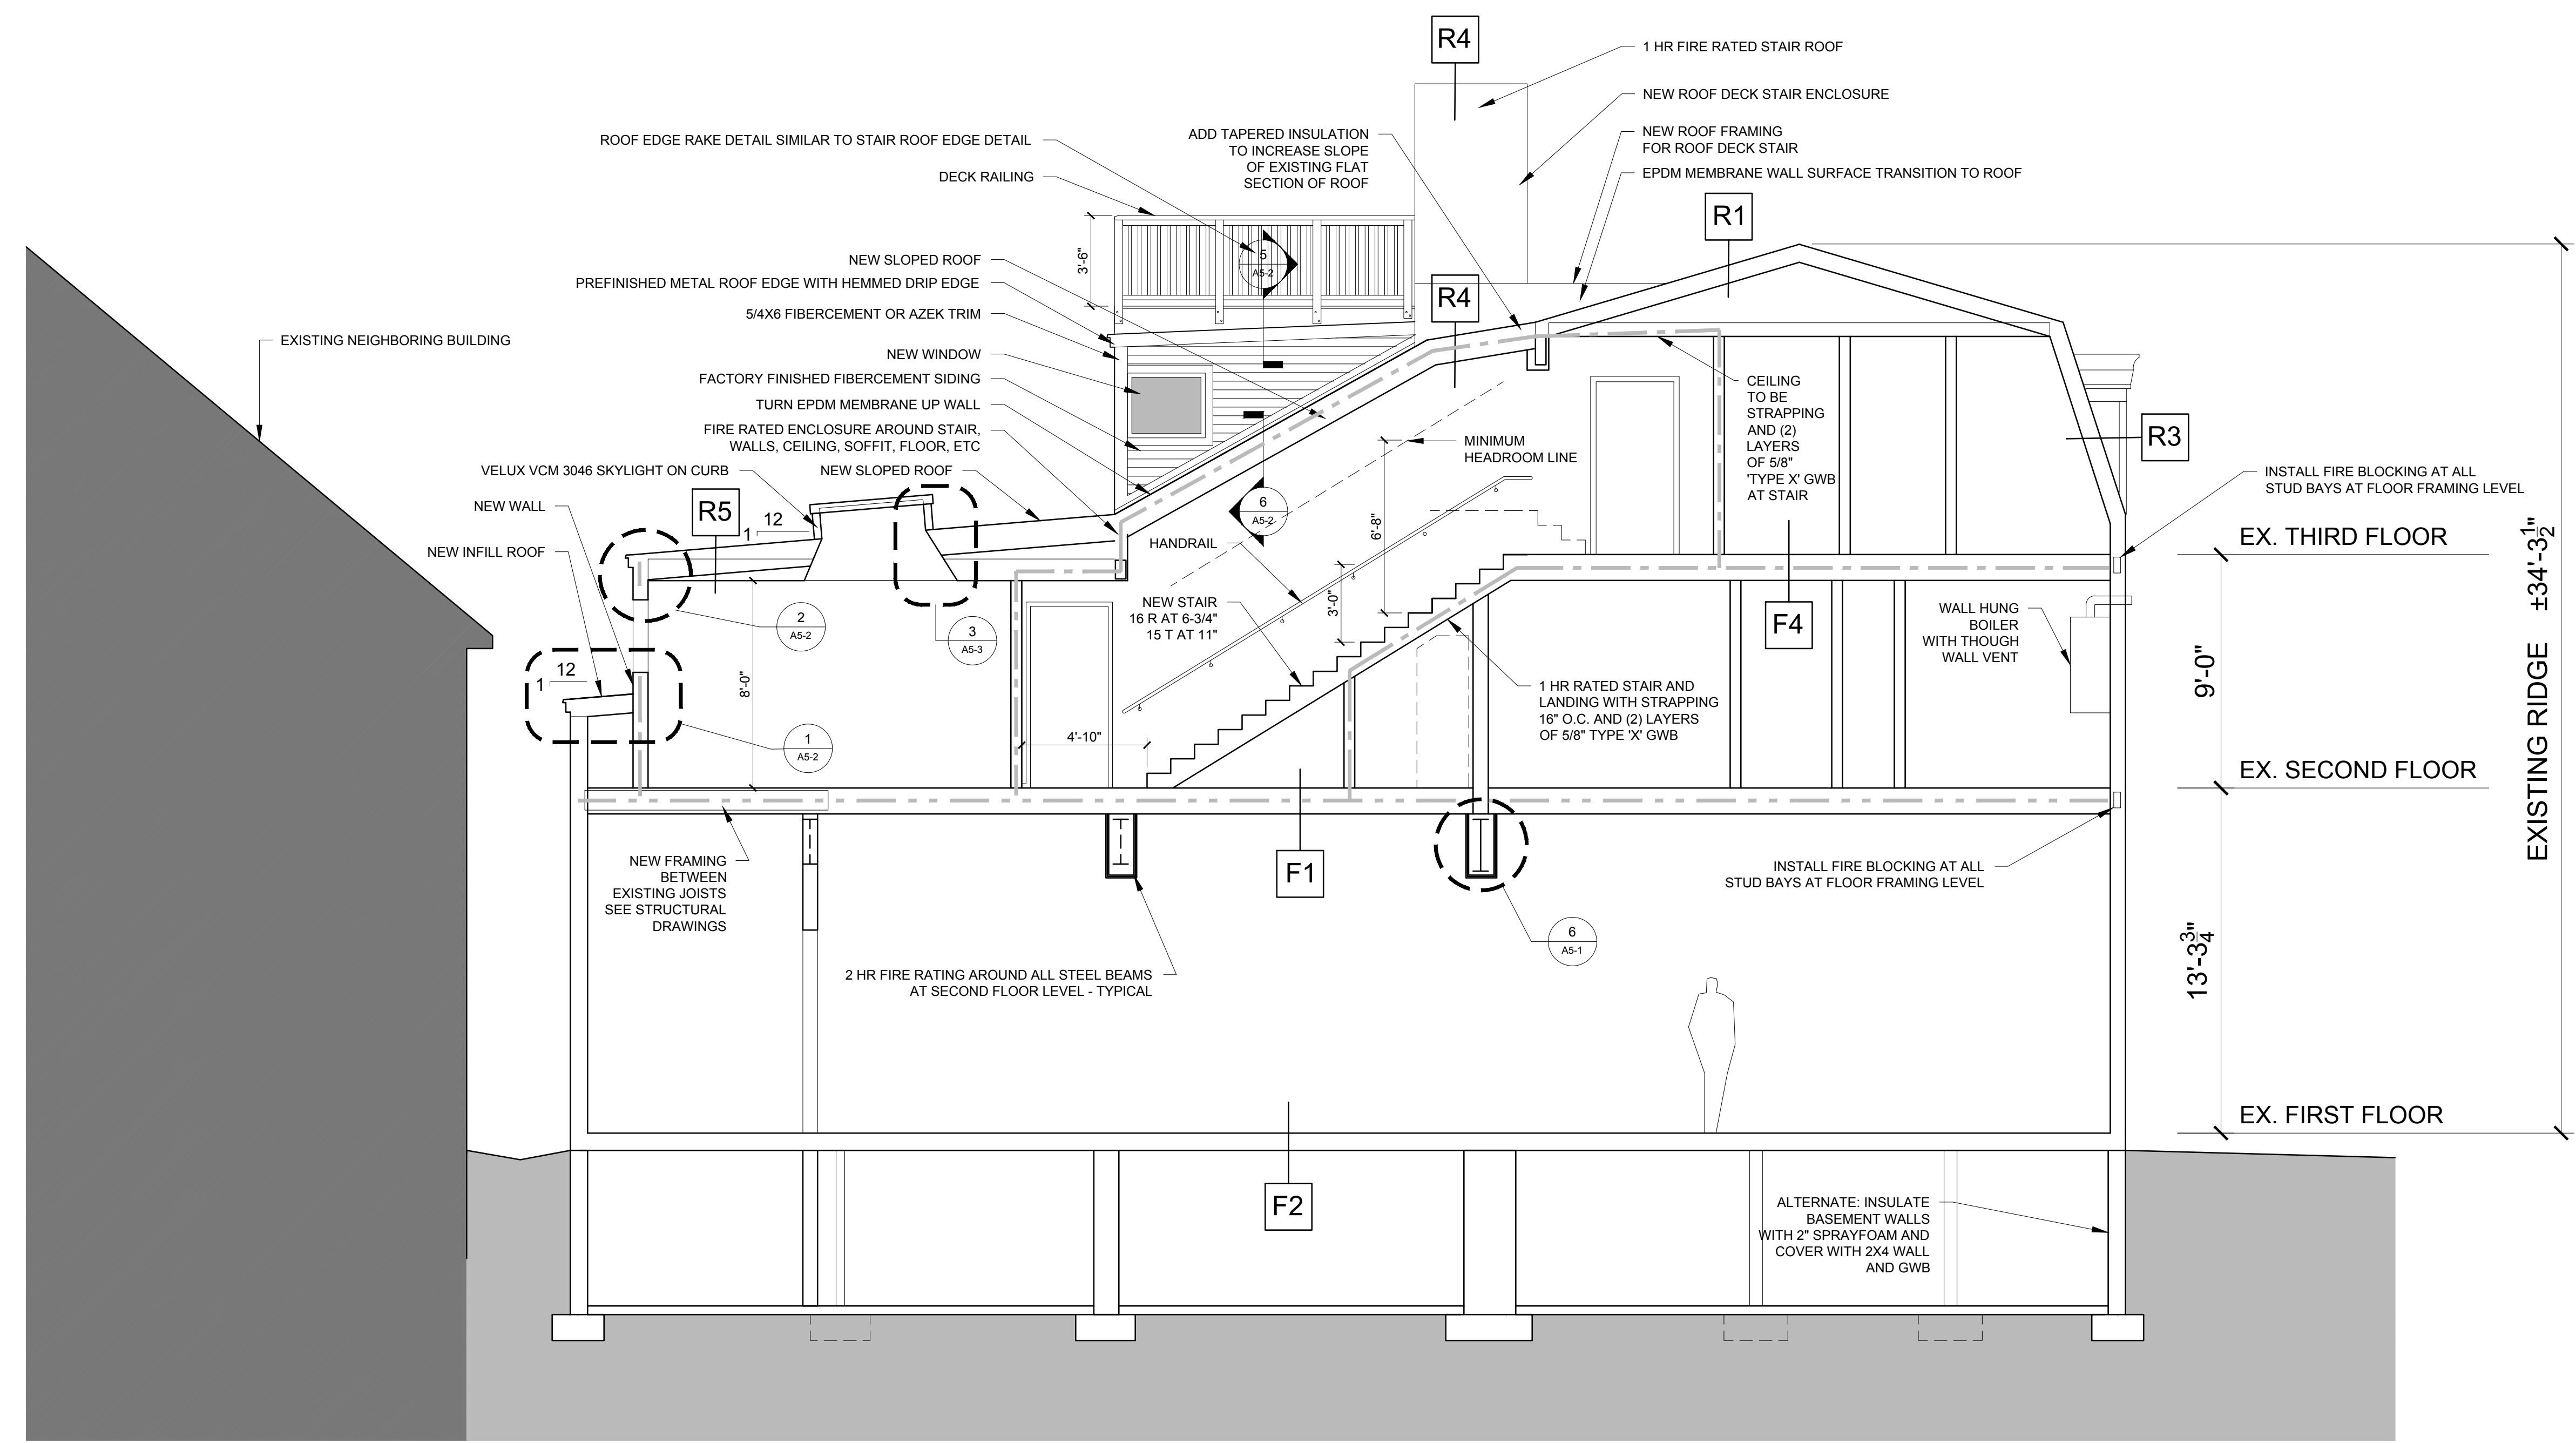 R4
1 HR FIRE RATED STAIR ROOF
NEW ROOF DECK STAIR ENCLOSURE
NEW ROOF FRAMING
FOR ROOF DECK STAIR
EPDM MEMBRANE WALL SURFACE TRANSITION TO ROOF
ROOF EDGE RAKE DETAIL SIMILAR TO STAIR ROOF EDGE DETAIL
DECK RAILING
ADD TAPERED INSULATION
TO INCREASE SLOPE
OF EXISTING FLAT
SECTION OF ROOF
R1
3'-6"
5
A5-2
NEW SLOPED ROOF
PREFINISHED METAL ROOF EDGE WITH HEMMED DRIP EDGE
5/4X6 FIBERCEMENT OR AZEK TRIM
R4
EXISTING NEIGHBORING BUILDING
NEW WINDOW
FACTORY FINISHED FIBERCEMENT SIDING
TURN EPDM MEMBRANE UP WALL
FIRE RATED ENCLOSURE AROUND STAIR,
WALLS, CEILING, SOFFIT, FLOOR, ETC
VELUX VCM 3046 SKYLIGHT ON CURB
NEW SLOPED ROOF
NEW WALL
NEW INFILL ROOF
R5
12
1
CEILING
TO BE
STRAPPING
AND (2)
LAYERS
OF 5/8"
'TYPE X' GWB
AT STAIR
R3
MINIMUM
HEADROOM LINE
INSTALL FIRE BLOCKING AT ALL
STUD BAYS AT FLOOR FRAMING LEVEL
6
A5-2
6'-8"
HANDRAIL
EX. THIRD FLOOR
EXISTING RIDGE ±34'-3 1/2"
NEW STAIR
16 R AT 6-3/4"
15 T AT 11"
3'-0"
2
A5-2
3
A5-3
F4
WALL HUNG
BOILER
WITH THOUGH
WALL VENT
12
1
8'-0"
9'-0"
1 HR RATED STAIR AND
LANDING WITH STRAPPING
16" O.C. AND (2) LAYERS
OF 5/8" TYPE 'X' GWB
1
A5-2
4'-10"
EX. SECOND FLOOR
NEW FRAMING
BETWEEN
EXISTING JOISTS
SEE STRUCTURAL
DRAWINGS
F1
INSTALL FIRE BLOCKING AT ALL
STUD BAYS AT FLOOR FRAMING LEVEL
6
A5-1
13'-3 3/4"
2 HR FIRE RATING AROUND ALL STEEL BEAMS
AT SECOND FLOOR LEVEL - TYPICAL
EX. FIRST FLOOR
F2
ALTERNATE: INSULATE
BASEMENT WALLS
WITH 2" SPRAYFOAM AND
COVER WITH 2X4 WALL
AND GWB